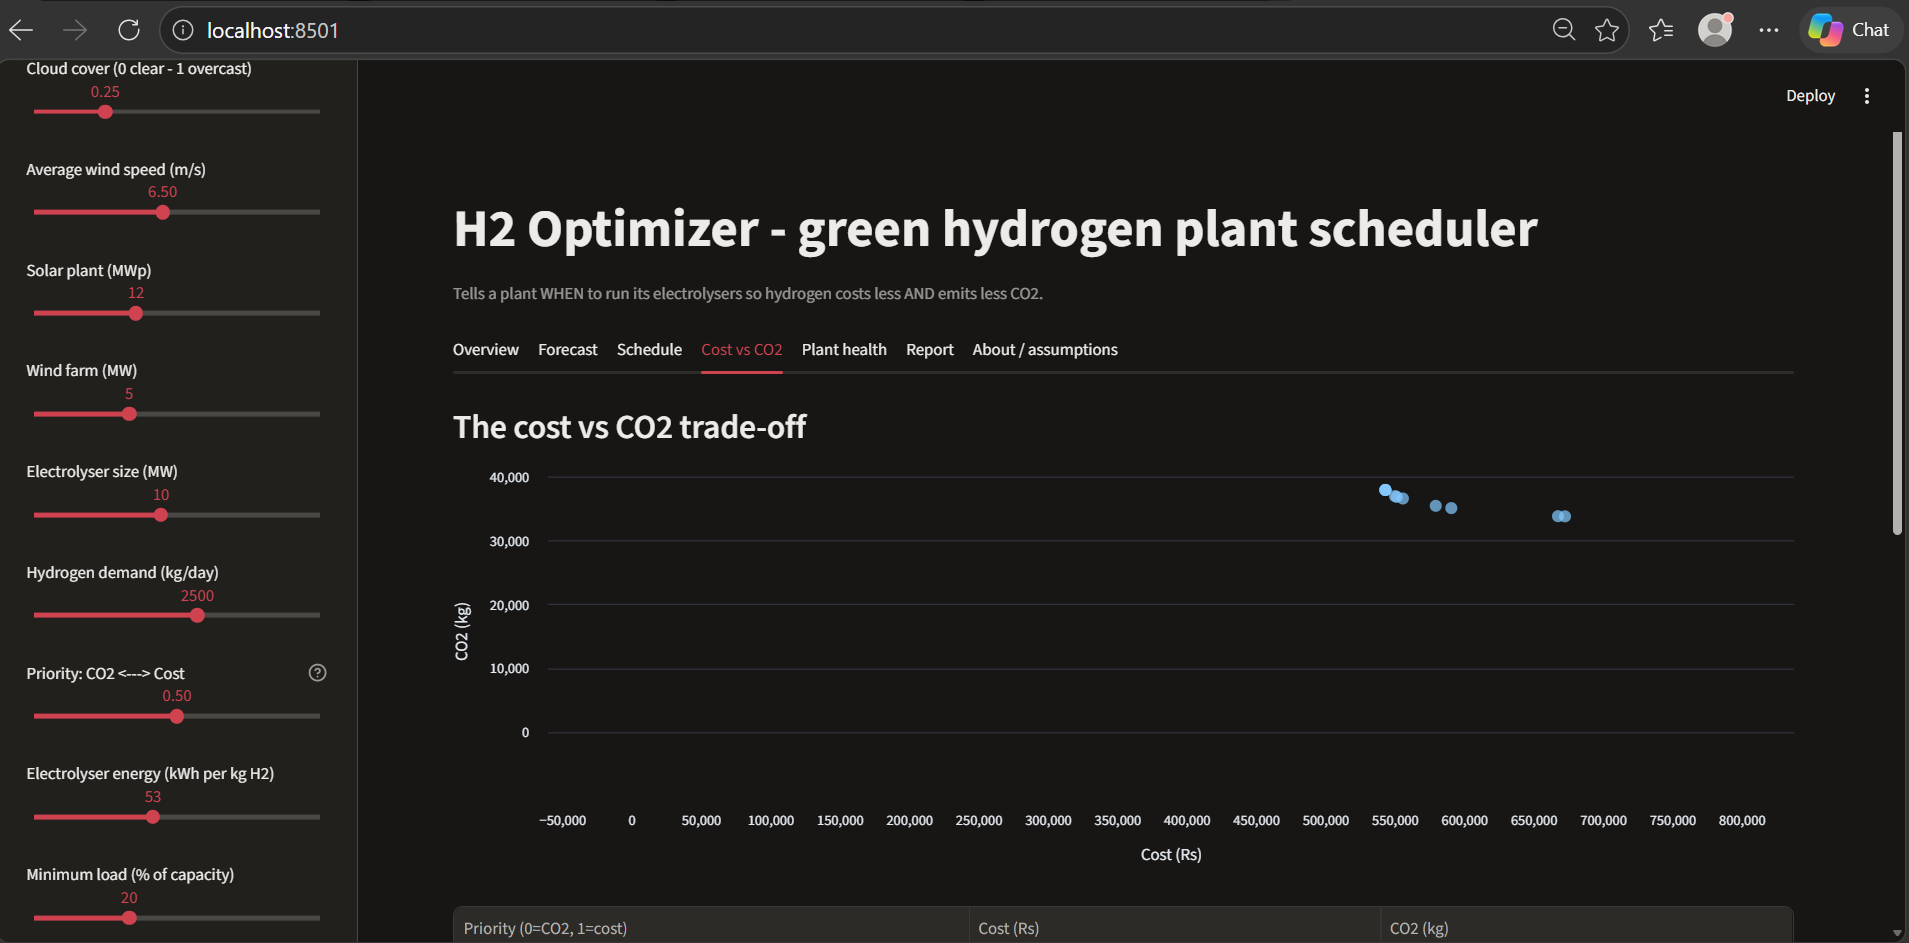 localhost:8501
Chat
Cloud cover (0 clear - 1 overcast)
0.25
Average wind speed (m/s)
6.50
Solar plant (MWp)
12
Wind farm (MW)
5
Electrolyser size (MW)
10
Hydrogen demand (kg/day)
2500
Priority: CO2 <---> Cost
0.50
Electrolyser energy (kWh per kg H2)
53
Minimum load (% of capacity)
20
Deploy
H2 Optimizer - green hydrogen plant scheduler
Tells a plant WHEN to run its electrolysers so hydrogen costs less AND emits less CO2.
Overview Forecast Schedule Cost vs CO2 Plant health Report About / assumptions
The cost vs CO2 trade-off
40,000
30,000
20,000
10,000
0
CO2 (kg)
−50,000 0 50,000 100,000 150,000 200,000 250,000 300,000 350,000 400,000 450,000 500,000 550,000 600,000 650,000 700,000 750,000 800,000
Cost (Rs)
Priority (0=CO2, 1=cost) Cost (Rs) CO2 (kg)